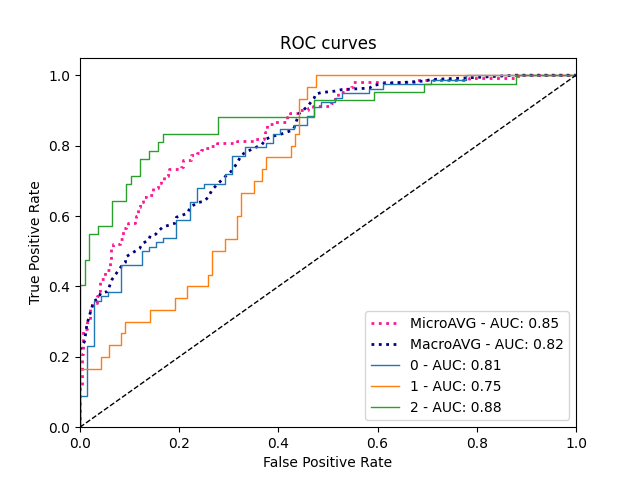 ROC curves
True Positive Rate
1.0
0.8
0.6
0.4
0.2
0.0
MicroAVG - AUC: 0.85
MacroAVG - AUC: 0.82
0 - AUC: 0.81
1 - AUC: 0.75
2 - AUC: 0.88
0.0 0.2 0.4 0.6 0.8 1.0
False Positive Rate